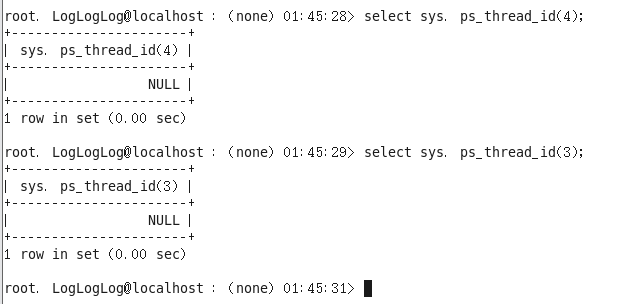 root. LogLogLog@localhost : (none) 01:45:28> select sys. ps_thread_id(4);
+----------------------+
| sys. ps_thread_id(4) |
+----------------------+
|                 NULL |
+----------------------+
1 row in set (0.00 sec)
root. LogLogLog@localhost : (none) 01:45:29> select sys. ps_thread_id(3);
+----------------------+
| sys. ps_thread_id(3) |
+----------------------+
|                 NULL |
+----------------------+
1 row in set (0.00 sec)
root. LogLogLog@localhost : (none) 01:45:31>